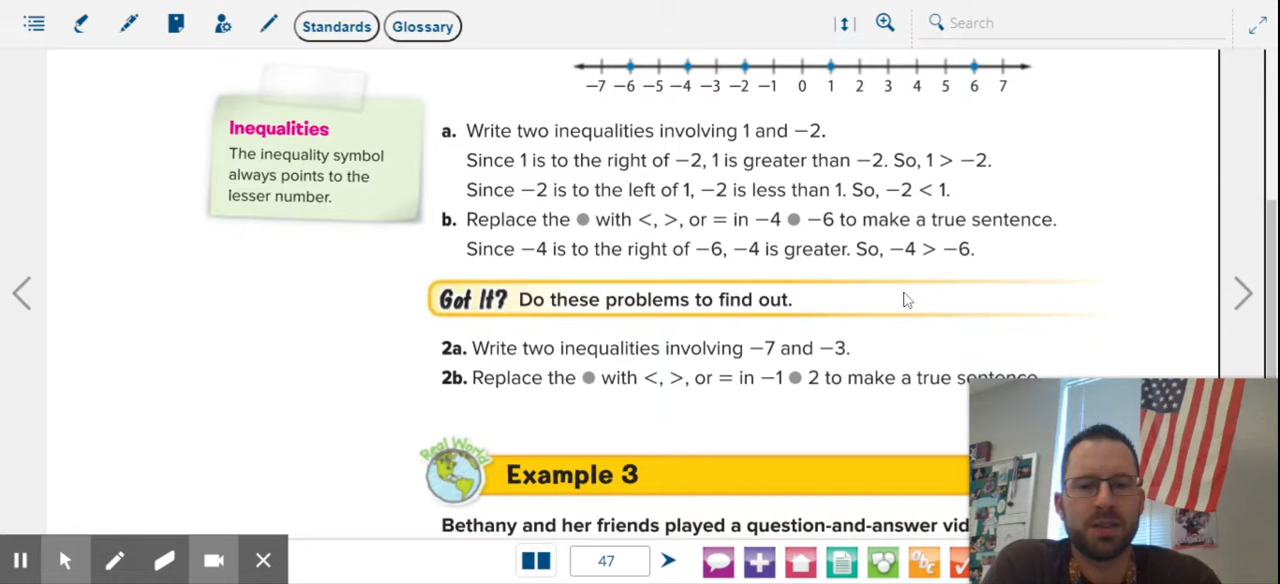 Standards Glossary Search
−7 −6 −5 −4 −3 −2 −1 0 1 2 3 4 5 6 7
Inequalities
The inequality symbol
always points to the
lesser number.
a. Write two inequalities involving 1 and −2.
Since 1 is to the right of −2, 1 is greater than −2. So, 1 > −2.
Since −2 is to the left of 1, −2 is less than 1. So, −2 < 1.
b. Replace the ● with <, >, or = in −4 ● −6 to make a true sentence.
Since −4 is to the right of −6, −4 is greater. So, −4 > −6.
Got It? Do these problems to find out.
2a. Write two inequalities involving −7 and −3.
2b. Replace the ● with <, >, or = in −1 ● 2 to make a true sentence
Real World
Example 3
Bethany and her friends played a question-and-answer vid
47
abc